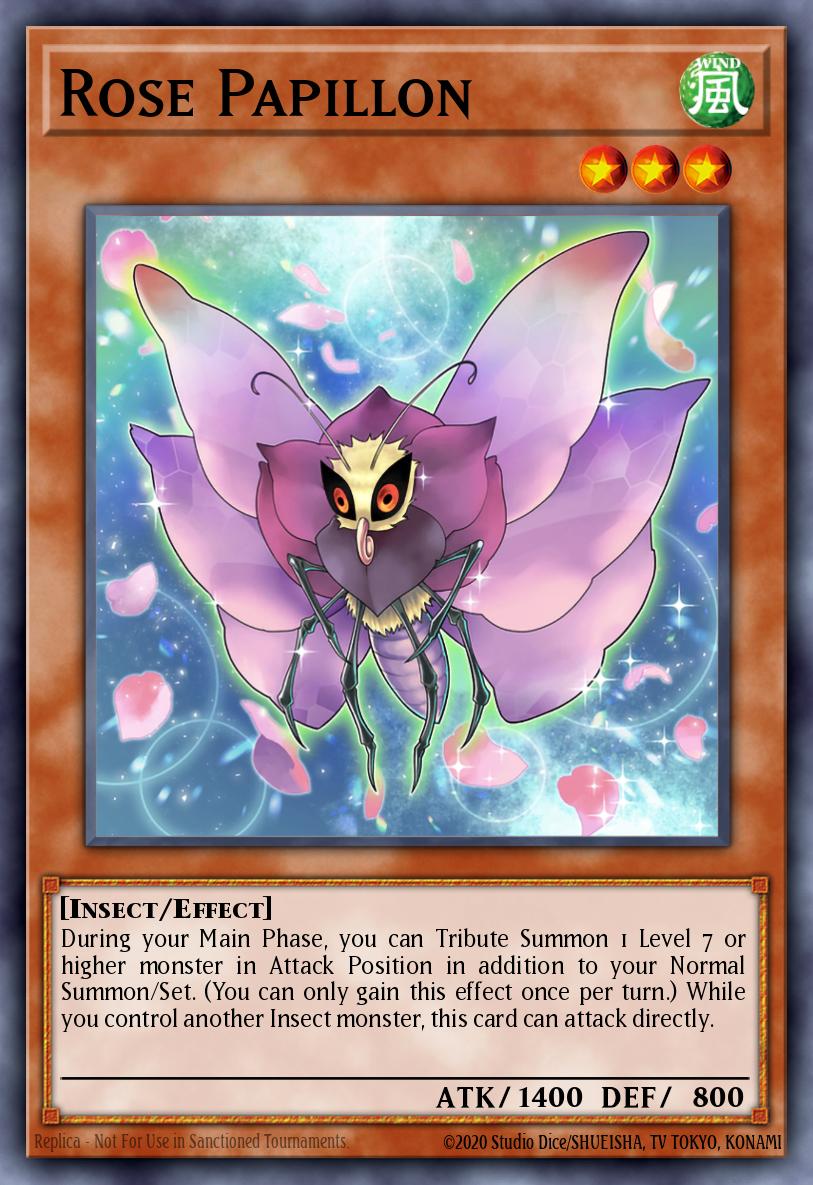 Rose Papillon
WIND
風
[Insect/Effect]
During your Main Phase, you can Tribute Summon 1 Level 7 or
higher monster in Attack Position in addition to your Normal
Summon/Set. (You can only gain this effect once per turn.) While
you control another Insect monster, this card can attack directly.
ATK/1400 DEF/ 800
Replica - Not For Use in Sanctioned Tournaments.
©2020 Studio Dice/SHUEISHA, TV TOKYO, KONAMI